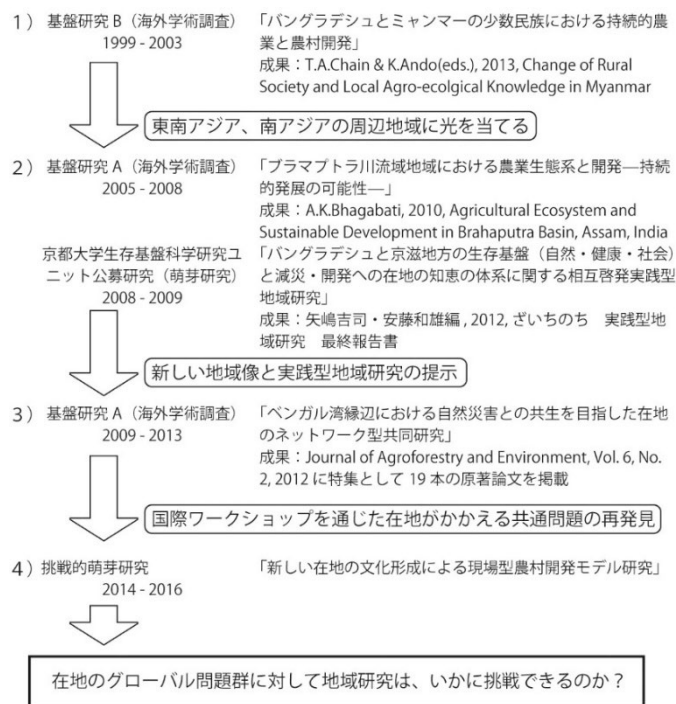 1）基盤研究 B（海外学術調査）
1999 - 2003
「バングラデシュとミャンマーの少数民族における持続的農
業と農村開発」
成果：T.A.Chain & K.Ando(eds.), 2013, Change of Rural
Society and Local Agro-ecolgical Knowledge in Myanmar
東南アジア、南アジアの周辺地域に光を当てる
2）基盤研究 A（海外学術調査）
2005 - 2008
「ブラマプトラ川流域地域における農業生態系と開発―持続
的発展の可能性―」
成果：A.K.Bhagabati, 2010, Agricultural Ecosystem and
Sustainable Development in Brahaputra Basin, Assam, India
京都大学生存基盤科学研究ユ
ニット公募研究（萌芽研究）
2008 - 2009
「バングラデシュと京滋地方の生存基盤（自然・健康・社会）
と減災・開発への在地の知恵の体系に関する相互啓発実践型
地域研究」
成果：矢嶋吉司・安藤和雄編 , 2012, ざいちのち　実践型地
域研究　最終報告書
新しい地域像と実践型地域研究の提示
3）基盤研究 A（海外学術調査）
2009 - 2013
「ベンガル湾縁辺における自然災害との共生を目指した在地
のネットワーク型共同研究」
成果：Journal of Agroforestry and Environment, Vol. 6, No.
2, 2012 に特集として 19 本の原著論文を掲載
国際ワークショップを通じた在地がかかえる共通問題の再発見
4）挑戦的萌芽研究
2014 - 2016
「新しい在地の文化形成による現場型農村開発モデル研究」
在地のグローバル問題群に対して地域研究は、いかに挑戦できるのか？